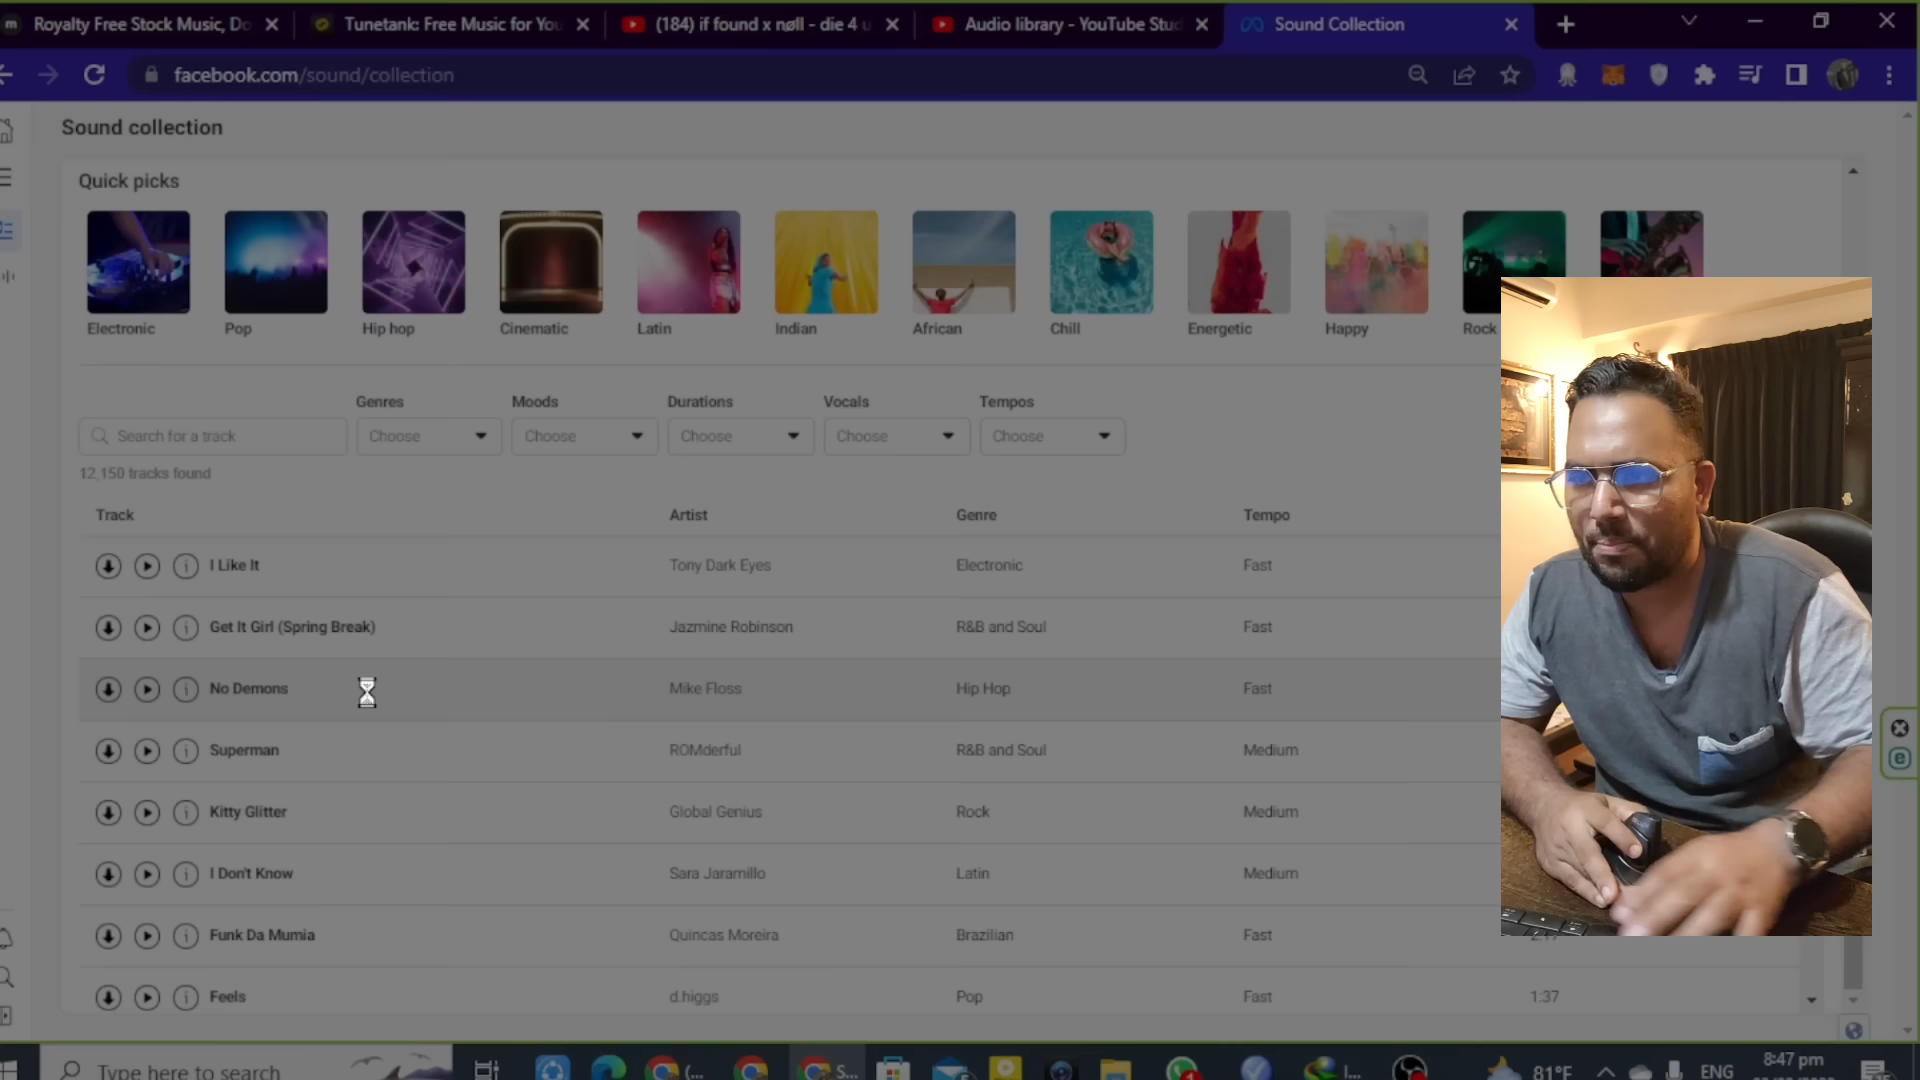 Royalty Free Stock Music, Do
Tunetank: Free Music for You
(184) if found x nøll - die 4 u
Audio library - YouTube Stud
Sound Collection
facebook.com/sound/collection
Sound collection
Quick picks
Electronic
Pop
Hip hop
Cinematic
Latin
Indian
African
Chill
Energetic
Happy
Rock
Genres
Moods
Durations
Vocals
Tempos
Search for a track
Choose
Choose
Choose
Choose
Choose
12,150 tracks found
Track Artist Genre Tempo
I Like It Tony Dark Eyes Electronic Fast
Get It Girl (Spring Break) Jazmine Robinson R&B and Soul Fast
No Demons Mike Floss Hip Hop Fast
Superman ROMderful R&B and Soul Medium
Kitty Glitter Global Genius Rock Medium
I Don't Know Sara Jaramillo Latin Medium
Funk Da Mumia Quincas Moreira Brazilian Fast
Feels d.higgs Pop Fast 1:37
Type here to search
(...
S...
I...
81°F
ENG
8:47 pm